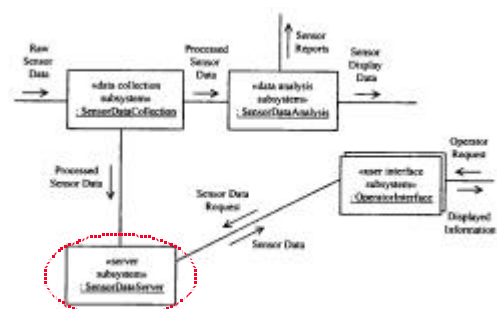 Raw
Sensor
Data
Processed
Sensor
Data
Sensor
Reports
Sensor
Display
Data
«data collection
subsystem»
: SensorDataCollection
«data analysis
subsystem»
: SensorDataAnalysis
Processed
Sensor Data
Sensor Data
Request
Sensor Data
«user interface
subsystem»
: OperatorInterface
Operator
Request
Displayed
Information
«server
subsystem»
: SensorDataServer